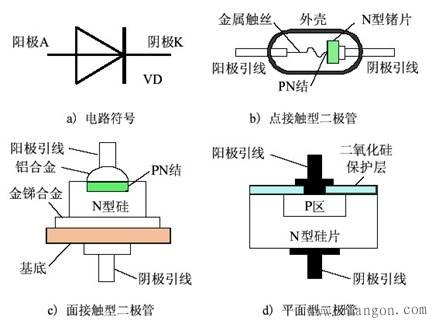 阳极A
阴极K
VD
a) 电路符号
金属触丝
外壳
N型锗片
阳极引线
PN结
阴极引线
b) 点接触型二极管
阳极引线
铝合金
PN结
N型硅
金锑合金
基底
阴极引线
c) 面接触型二极管
阳极引线
二氧化硅
保护层
P区
N型硅片
阴极引线
d) 平面型二极管